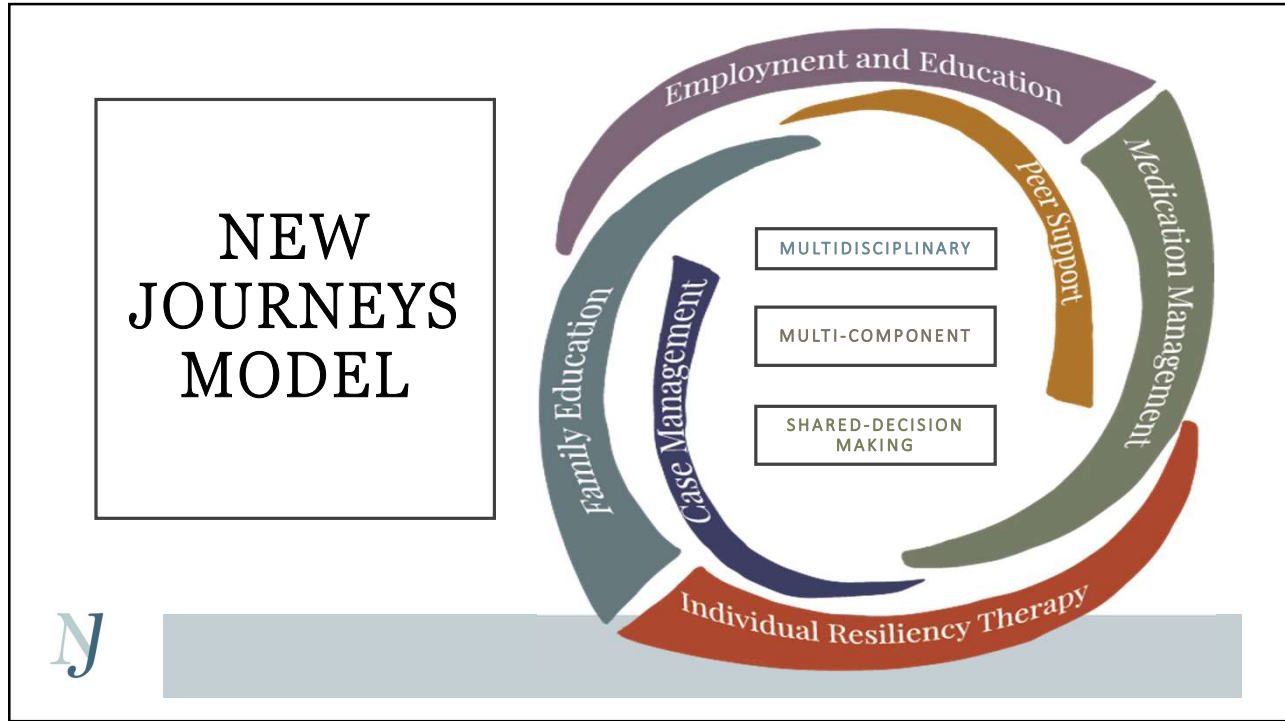 NEW
JOURNEYS
MODEL
Employment and Education
Peer Support
Medication Management
Family Education
Case Management
Individual Resiliency Therapy
MULTIDISCIPLINARY
MULTI-COMPONENT
SHARED-DECISION
MAKING
NJ